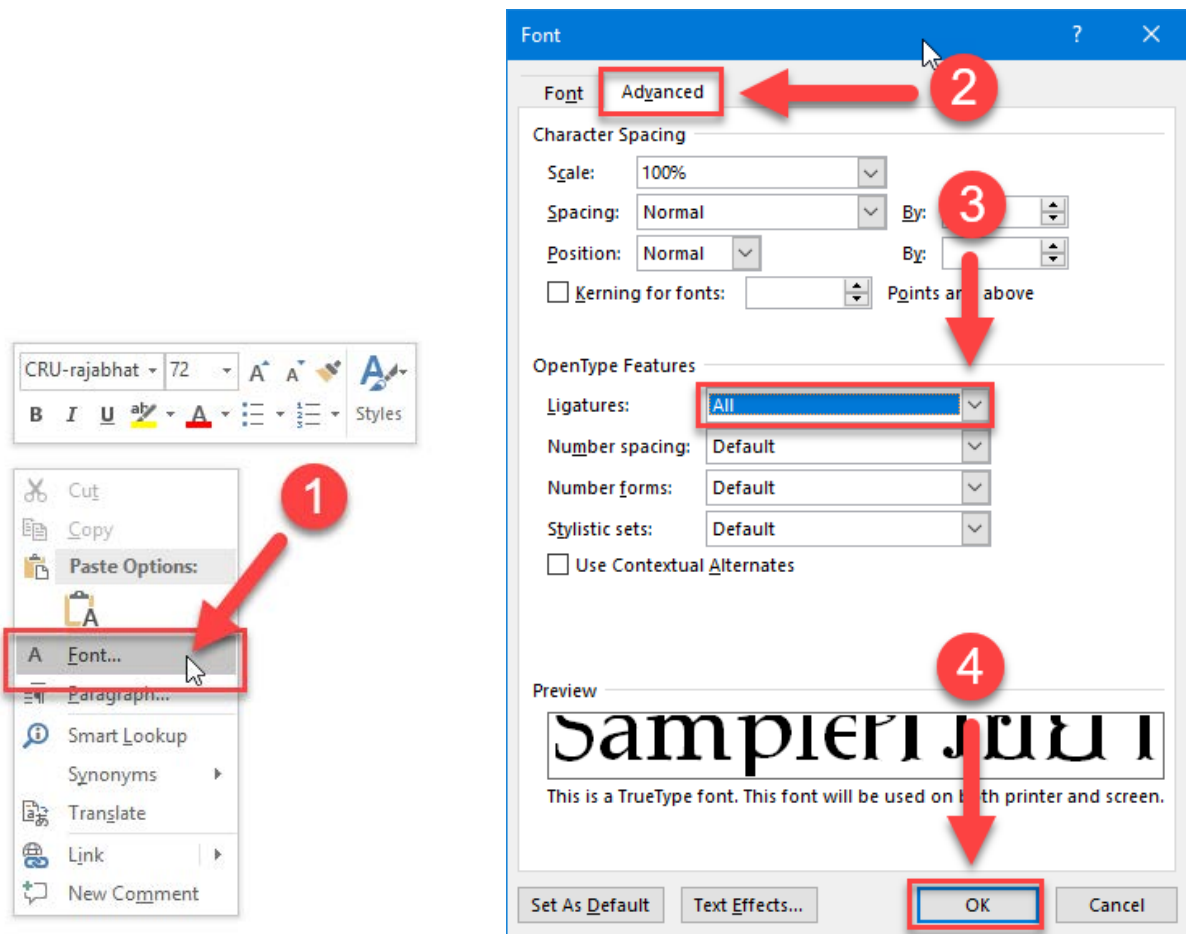 CRU-rajabhat 72 A A A
B I U aby A Styles
1
Cut
Copy
Paste Options:
A
A Font...
Paragraph...
Smart Lookup
Synonyms
Translate
Link
New Comment
Font ? ×
Font Advanced 2
Character Spacing
Scale: 100%
Spacing: Normal By: 3
Position: Normal By:
Kerning for fonts: Points and above
OpenType Features
Ligatures: All
Number spacing: Default
Number forms: Default
Stylistic sets: Default
Use Contextual Alternates
4
Preview
Sample
This is a TrueType font. This font will be used on both printer and screen.
Set As Default Text Effects... OK Cancel